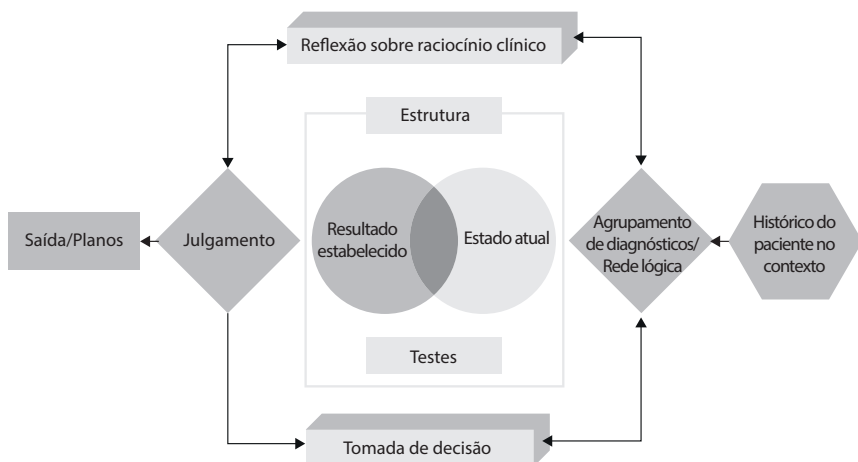 Reflexão sobre raciocínio clínico
Estrutura
Saída/Planos
Julgamento
Resultado
estabelecido
Estado atual
Agrupamento
de diagnósticos/
Rede lógica
Histórico do
paciente no
contexto
Testes
Tomada de decisão